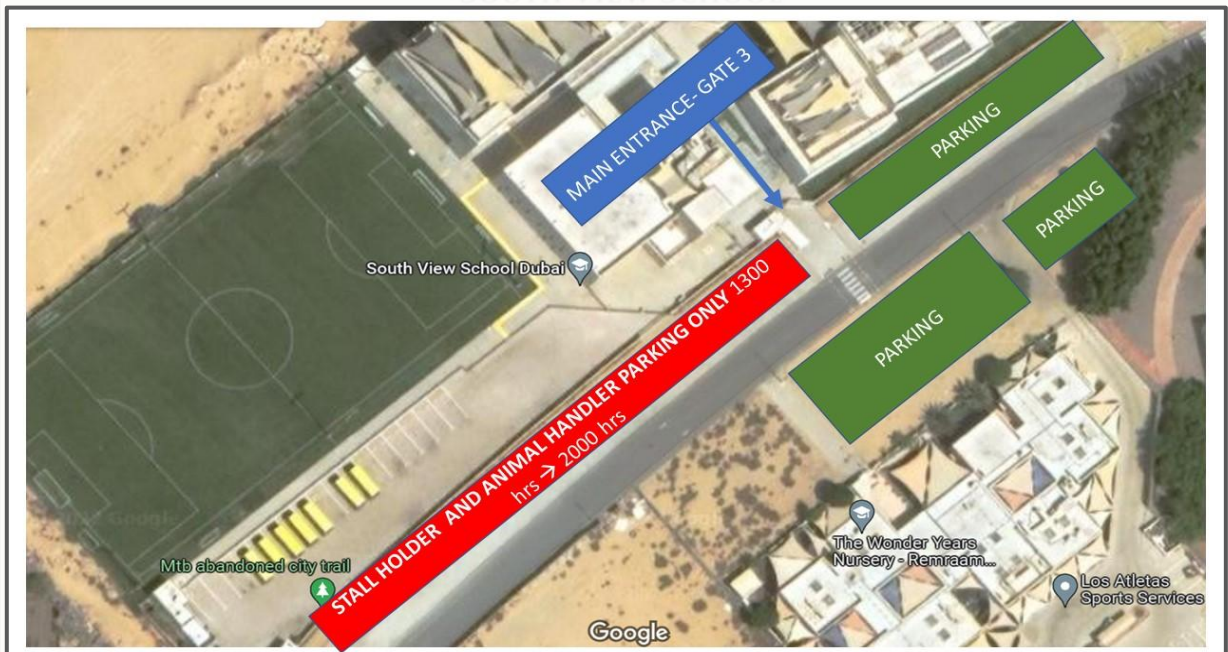 MAIN ENTRANCE- GATE 3
PARKING
PARKING
PARKING
South View School Dubai
STALL HOLDER AND ANIMAL HANDLER PARKING ONLY 1300
hrs → 2000 hrs
Mtb abandoned city trail
The Wonder Years
Nursery - Remraam...
Los Atletas
Sports Services
Google